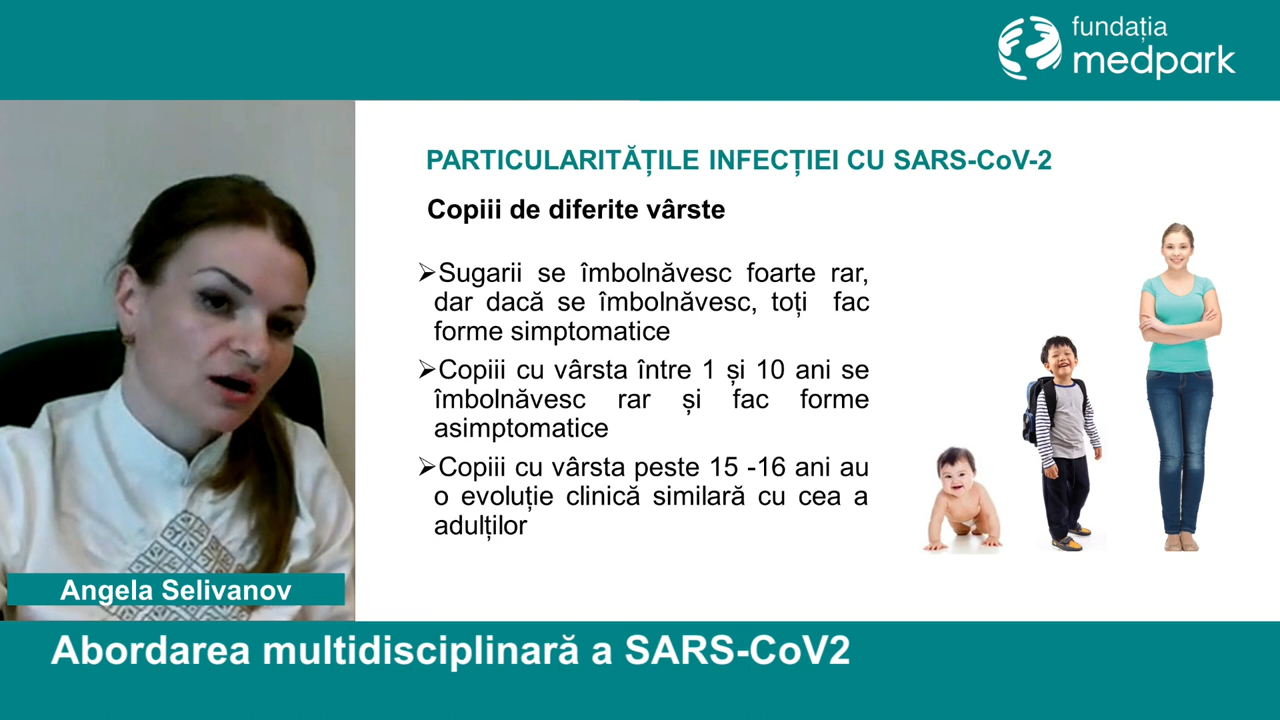 fundația
medpark
PARTICULARITĂȚILE INFECȚIEI CU SARS-CoV-2
Copiii de diferite vârste
➢Sugarii se îmbolnăvesc foarte rar,
dar dacă se îmbolnăvesc, toți fac
forme simptomatice
➢Copiii cu vârsta între 1 și 10 ani se
îmbolnăvesc rar și fac forme
asimptomatice
➢Copiii cu vârsta peste 15 -16 ani au
o evoluție clinică similară cu cea a
adulților
Angela Selivanov
Abordarea multidisciplinară a SARS-CoV2